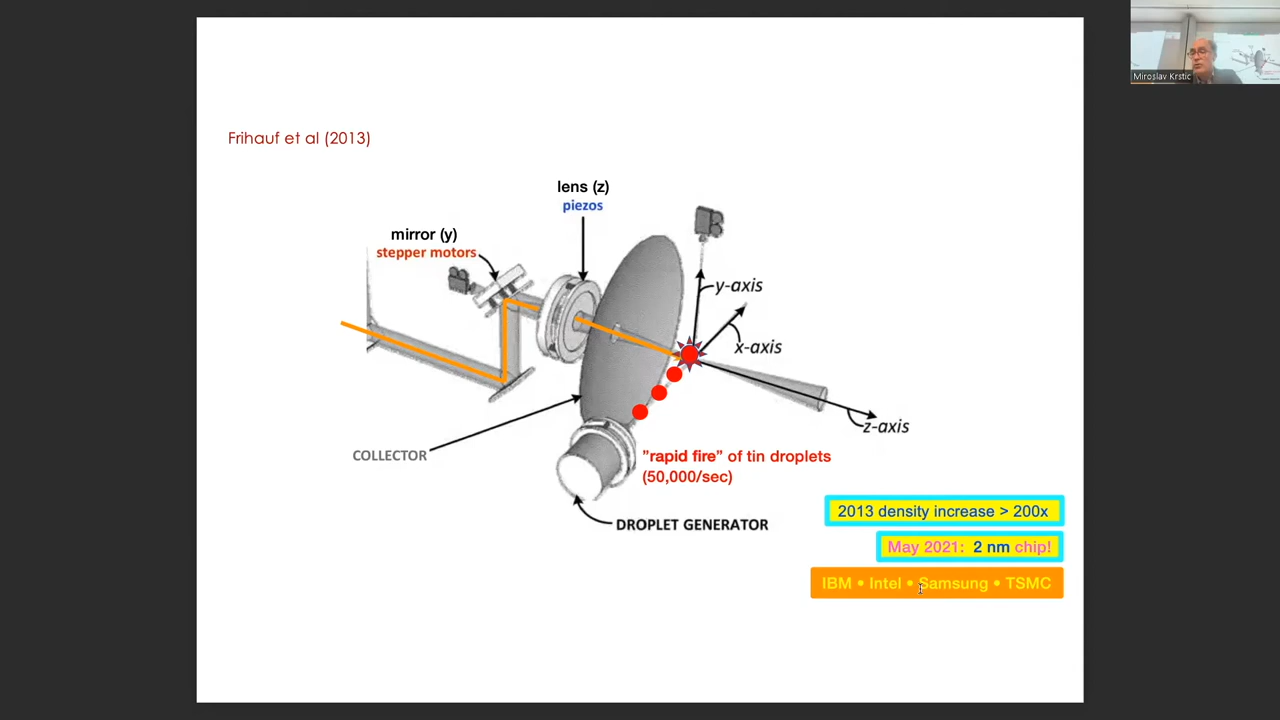 Miroslav Krstic
Frihauf et al (2013)
lens (z)
piezos
mirror (y)
stepper motors
y-axis
x-axis
z-axis
COLLECTOR
”rapid fire” of tin droplets
(50,000/sec)
DROPLET GENERATOR
2013 density increase > 200x
May 2021: 2 nm chip!
IBM • Intel • Samsung • TSMC